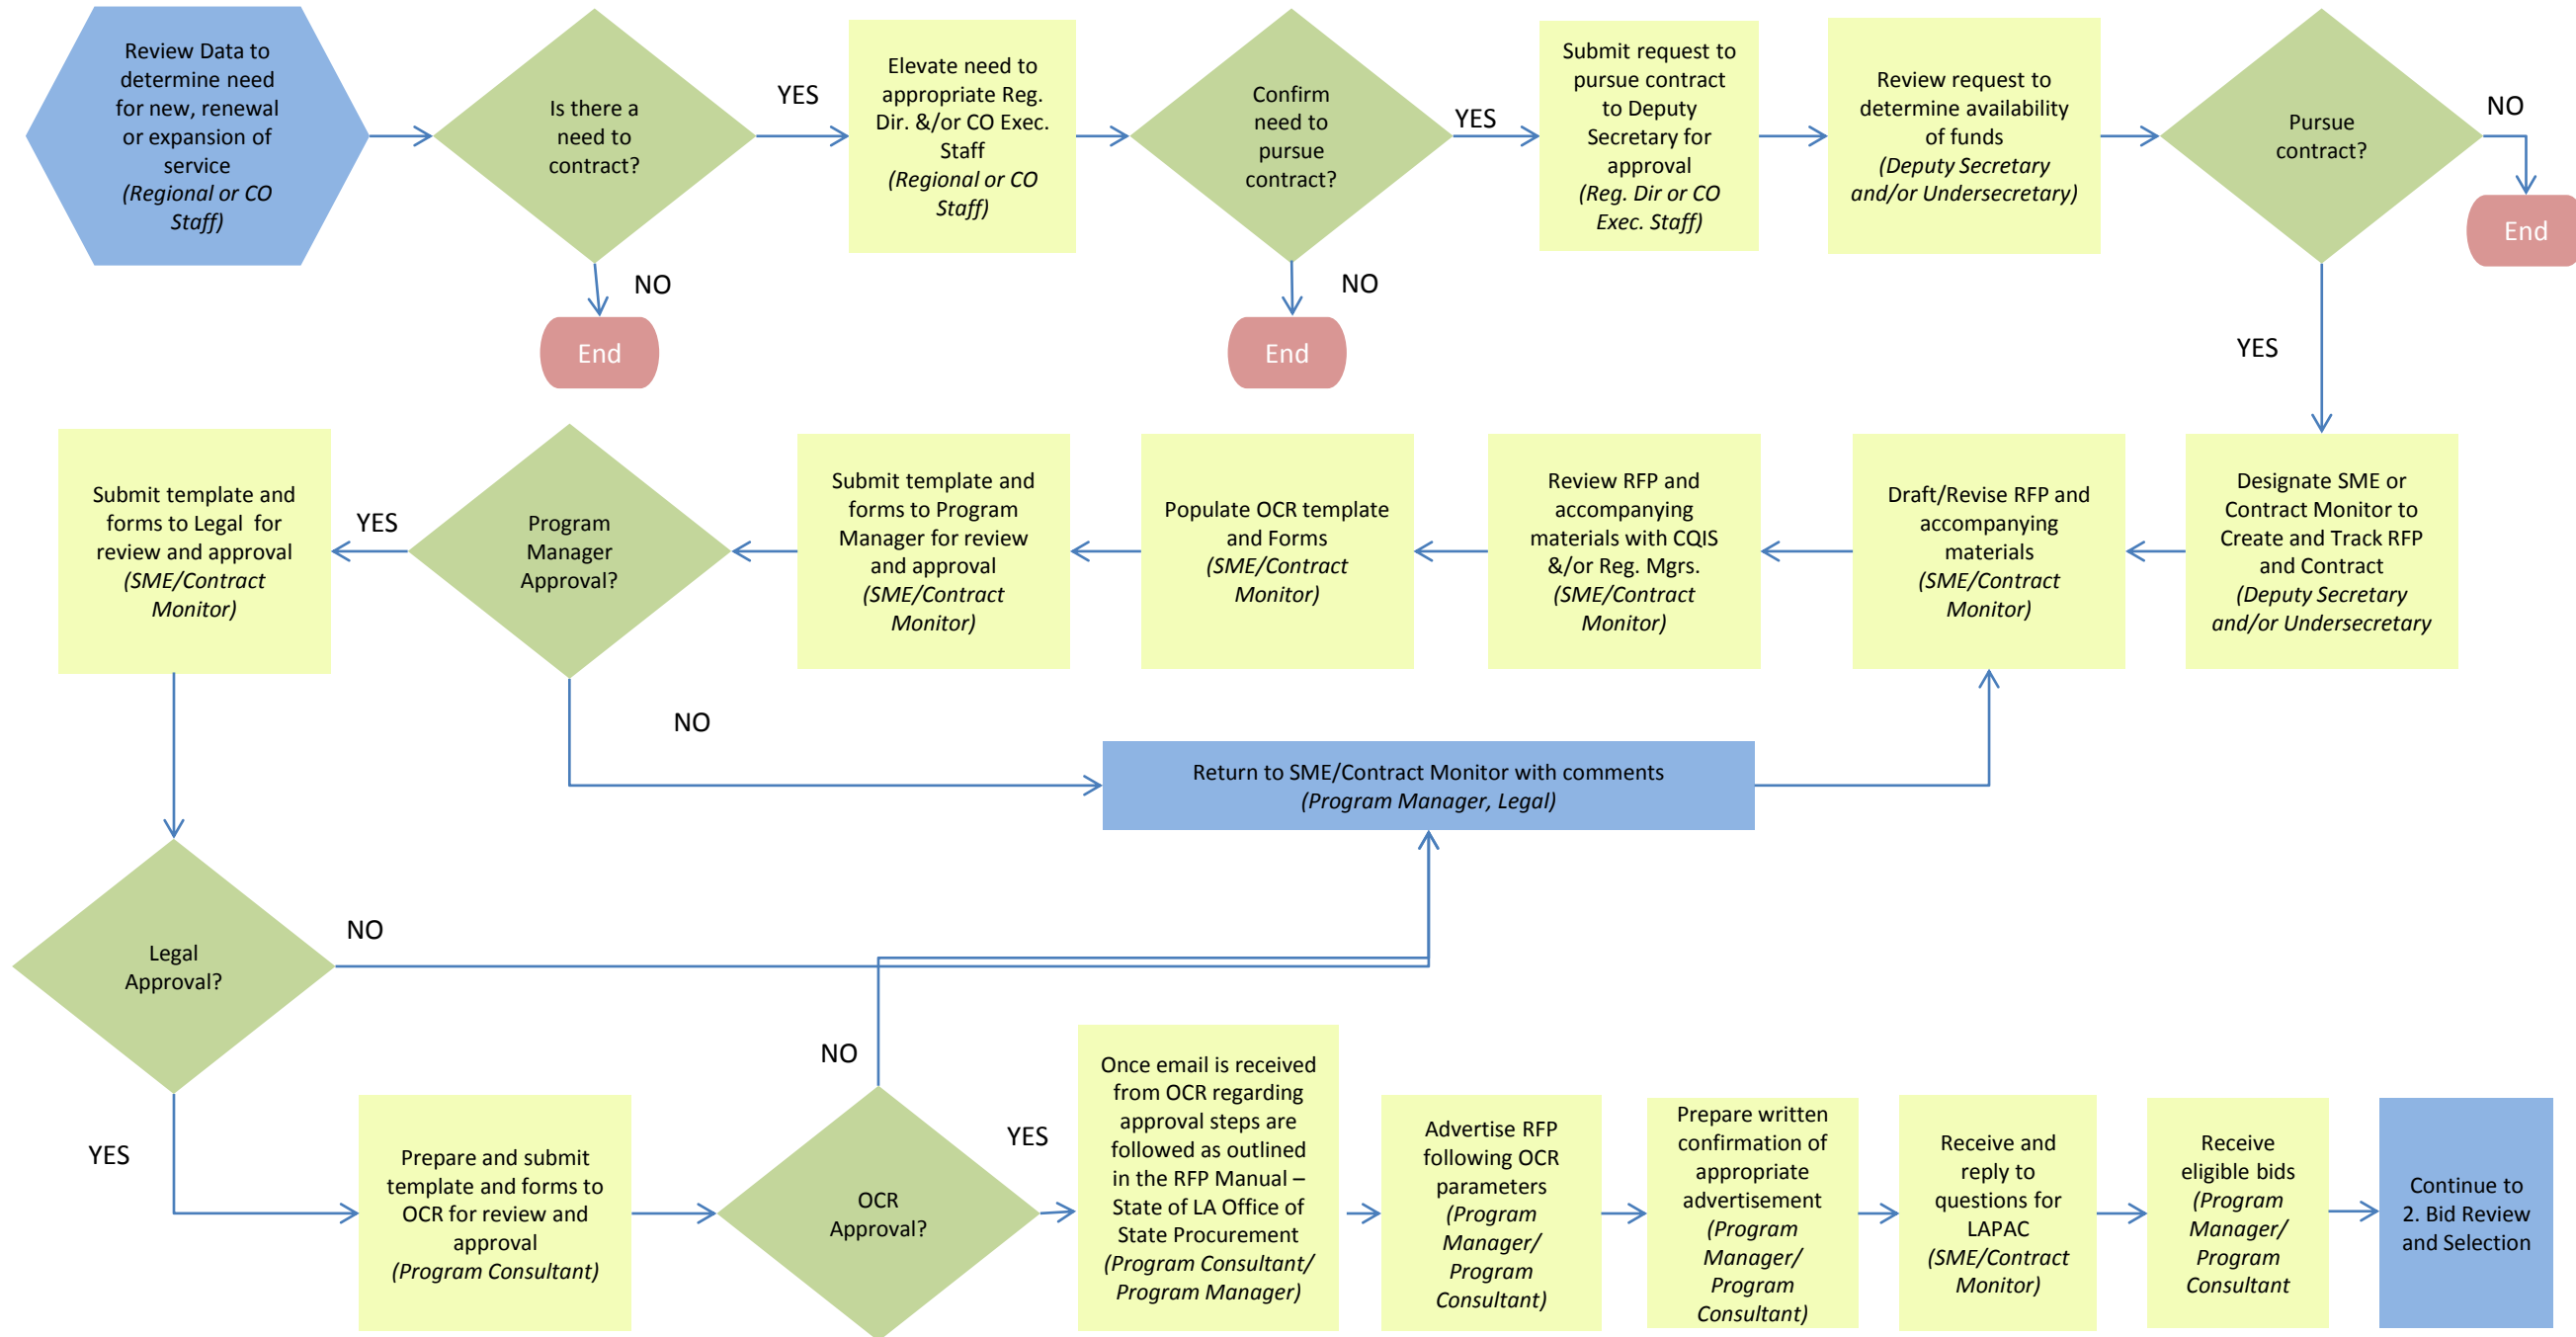 Review Data to
determine need
for new, renewal
or expansion of
service
(Regional or CO
Staff)
Is there a
need to
contract?
YES
NO
End
Elevate need to
appropriate Reg.
Dir. &/or CO Exec.
Staff
(Regional or CO
Staff)
Confirm
need to
pursue
contract?
YES
NO
End
Submit request to
pursue contract
to Deputy
Secretary for
approval
(Reg. Dir or CO
Exec. Staff)
Review request to
determine availability
of funds
(Deputy Secretary
and/or Undersecretary)
Pursue
contract?
NO
End
YES
Designate SME or
Contract Monitor to
Create and Track RFP
and Contract
(Deputy Secretary
and/or Undersecretary
Draft/Revise RFP and
accompanying
materials
(SME/Contract
Monitor)
Review RFP and
accompanying
materials with CQIS
&/or Reg. Mgrs.
(SME/Contract
Monitor)
Populate OCR template
and Forms
(SME/Contract
Monitor)
Submit template and
forms to Program
Manager for review
and approval
(SME/Contract
Monitor)
Program
Manager
Approval?
YES
NO
Submit template and
forms to Legal for
review and approval
(SME/Contract
Monitor)
Return to SME/Contract Monitor with comments
(Program Manager, Legal)
Legal
Approval?
NO
YES
Prepare and submit
template and forms to
OCR for review and
approval
(Program Consultant)
OCR
Approval?
NO
YES
Once email is received
from OCR regarding
approval steps are
followed as outlined
in the RFP Manual –
State of LA Office of
State Procurement
(Program Consultant/
Program Manager)
Advertise RFP
following OCR
parameters
(Program
Manager/
Program
Consultant)
Prepare written
confirmation of
appropriate
advertisement
(Program
Manager/
Program
Consultant)
Receive and
reply to
questions for
LAPAC
(SME/Contract
Monitor)
Receive
eligible bids
(Program
Manager/
Program
Consultant
Continue to
2. Bid Review
and Selection